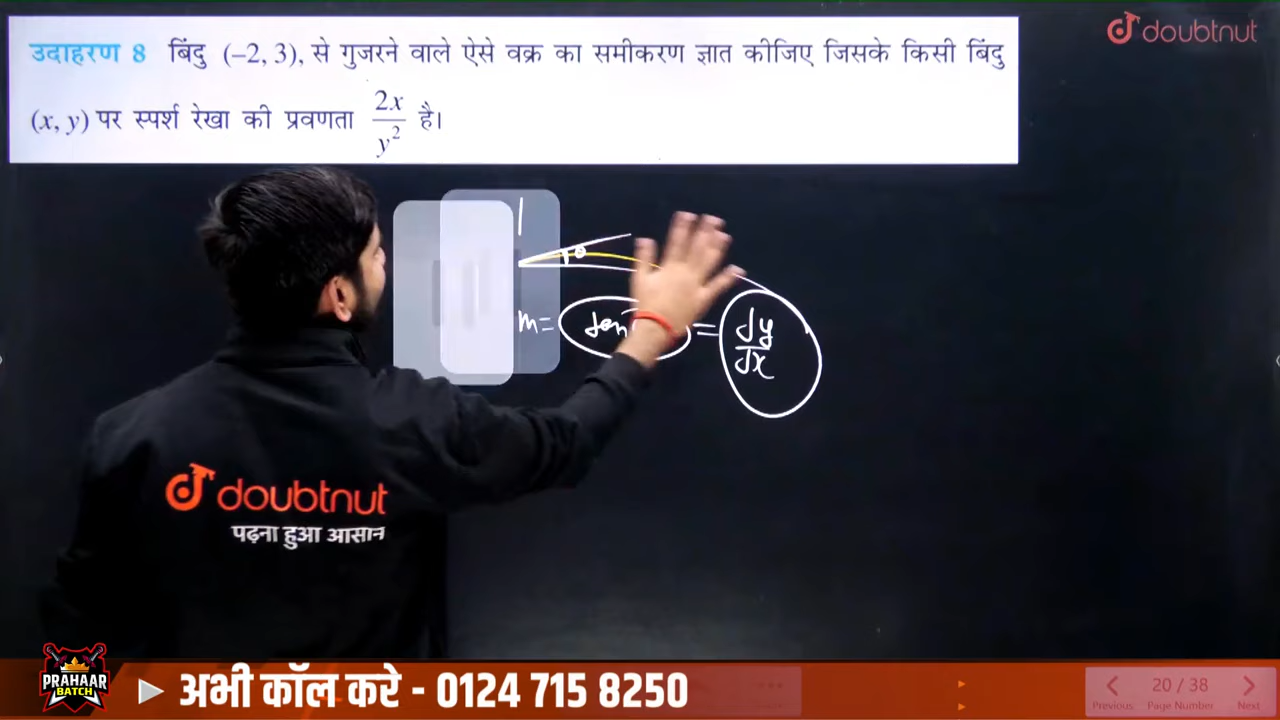 उदाहरण 8 बिंदु (–2, 3), से गुजरने वाले ऐसे वक्र का समीकरण ज्ञात कीजिए जिसके किसी बिंदु
(x, y) पर स्पर्श रेखा की प्रवणता 2x/y² है।
doubtnut
θ
m = = dy/dx
doubtnut
पढ़ना हुआ आसान
PRAHAAR
BATCH
अभी कॉल करे - 0124 715 8250
20 / 38
Previous Page Number Next